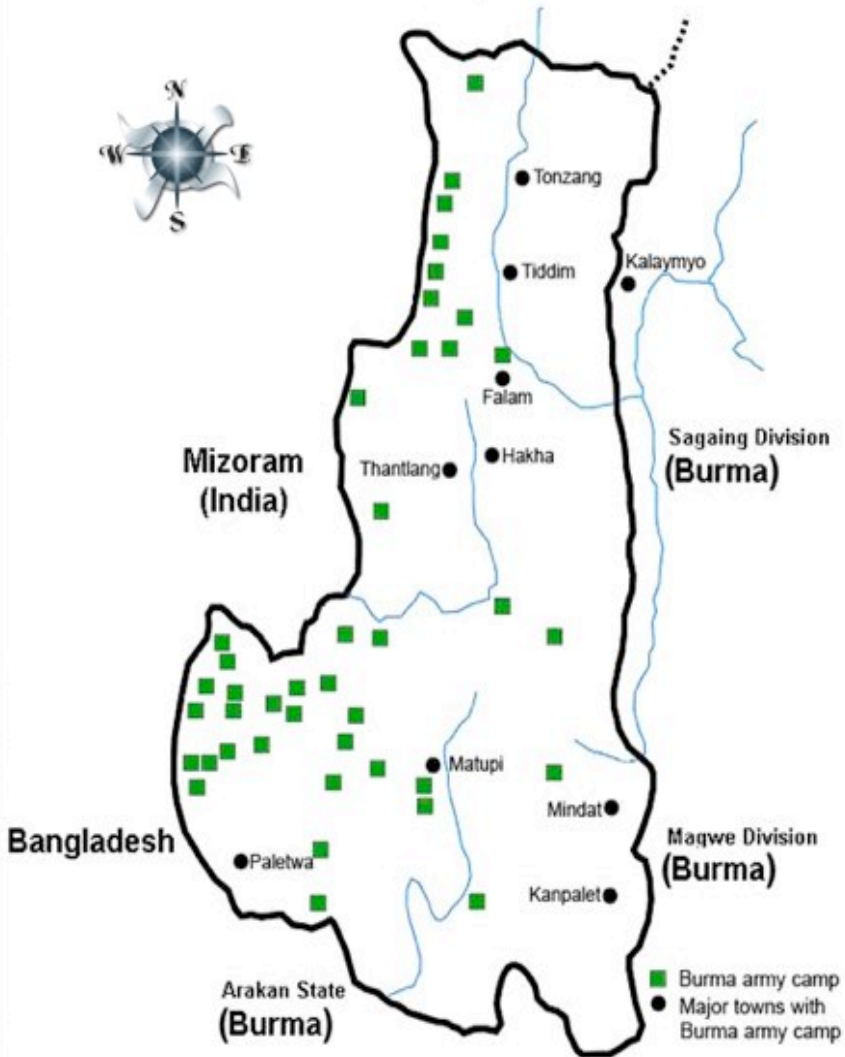 N
W
E
S
Tonzang
Tiddim
Kalaymyo
Falam
Sagaing Division
(Burma)
Mizoram
(India)
Thantlang
Hakha
Matupi
Mindat
Bangladesh
Paletwa
Magwe Division
(Burma)
Kanpalet
Arakan State
(Burma)
Burma army camp
Major towns with
Burma army camp